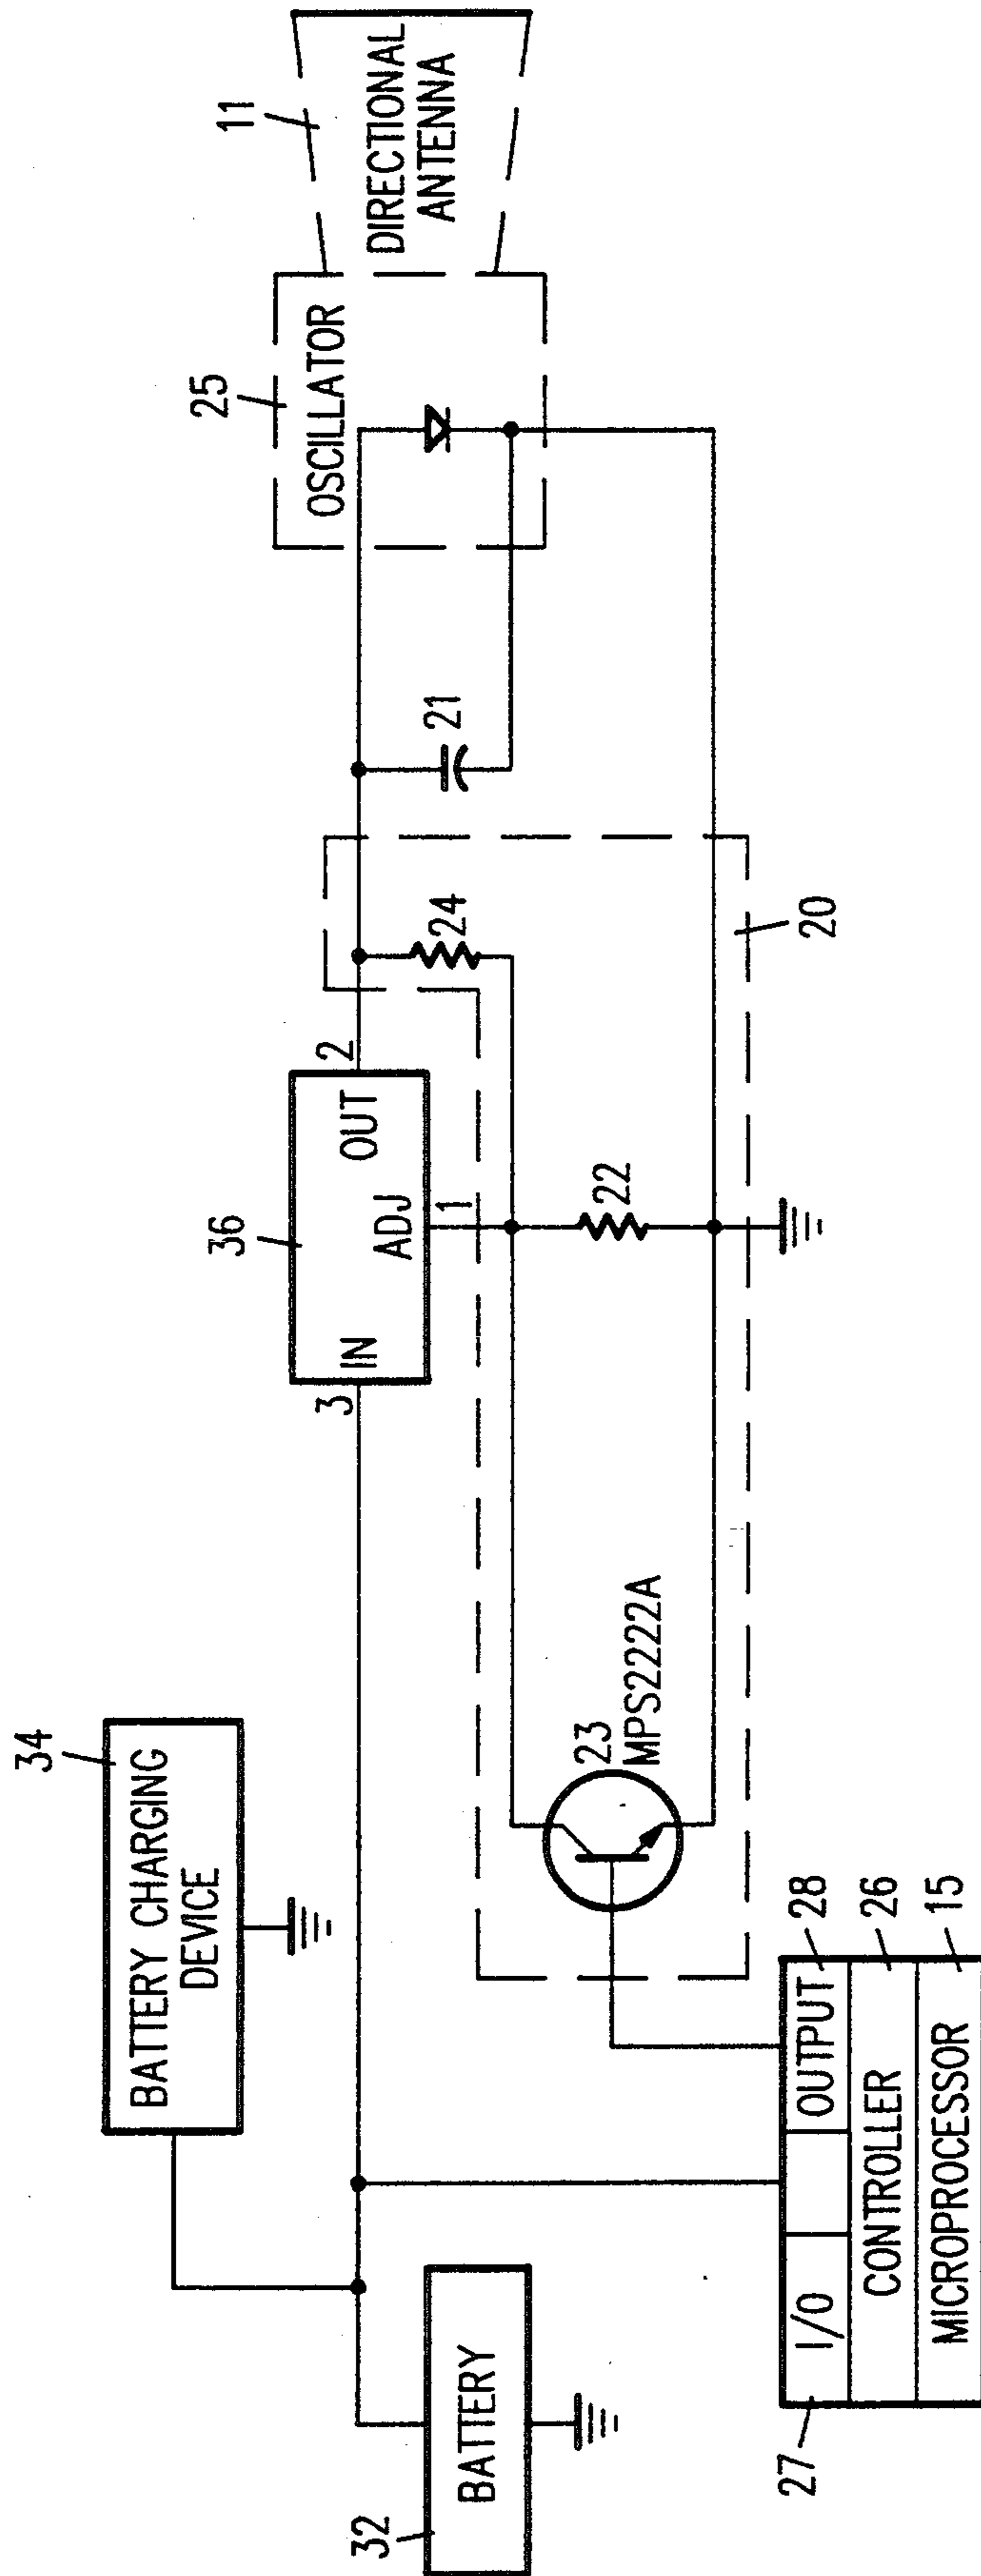 34
BATTERY CHARGING
DEVICE
36
3
IN
OUT
2
ADJ
1
25
OSCILLATOR
11
DIRECTIONAL
ANTENNA
24
21
32
BATTERY
23
MPS2222A
22
20
27
I/O
OUTPUT
28
CONTROLLER
26
MICROPROCESSOR
15